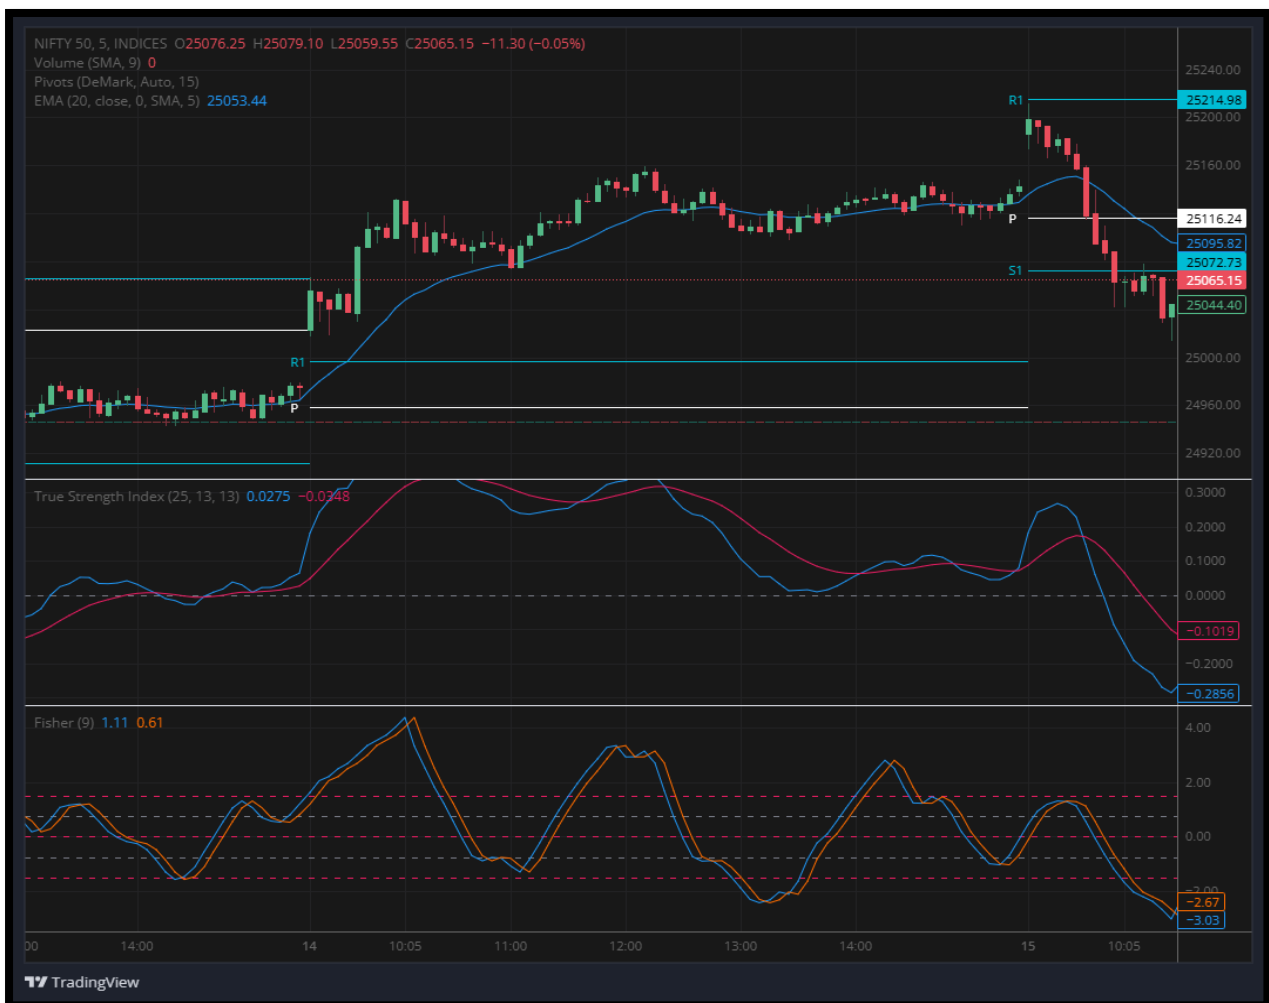 NIFTY 50, 5, INDICES O25076.25 H25079.10 L25059.55 C25065.15 −11.30 (−0.05%)
Volume (SMA, 9) 0
Pivots (DeMark, Auto, 15)
EMA (20, close, 0, SMA, 5) 25053.44
25240.00
R1
25214.98
25200.00
25160.00
P
25116.24
25095.82
25072.73
S1
25065.15
25044.40
R1
25000.00
P
24960.00
24920.00
True Strength Index (25, 13, 13) 0.0275 −0.0348
0.3000
0.2000
0.1000
0.0000
−0.1019
−0.2000
−0.2856
Fisher (9) 1.11 0.61
4.00
2.00
0.00
−2.00
−2.67
−3.03
00 14:00 14 10:05 11:00 12:00 13:00 14:00 15 10:05
TradingView